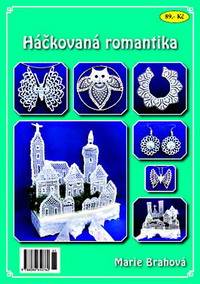 89,- Kč
Háčkovaná romantika
Marie Brahová